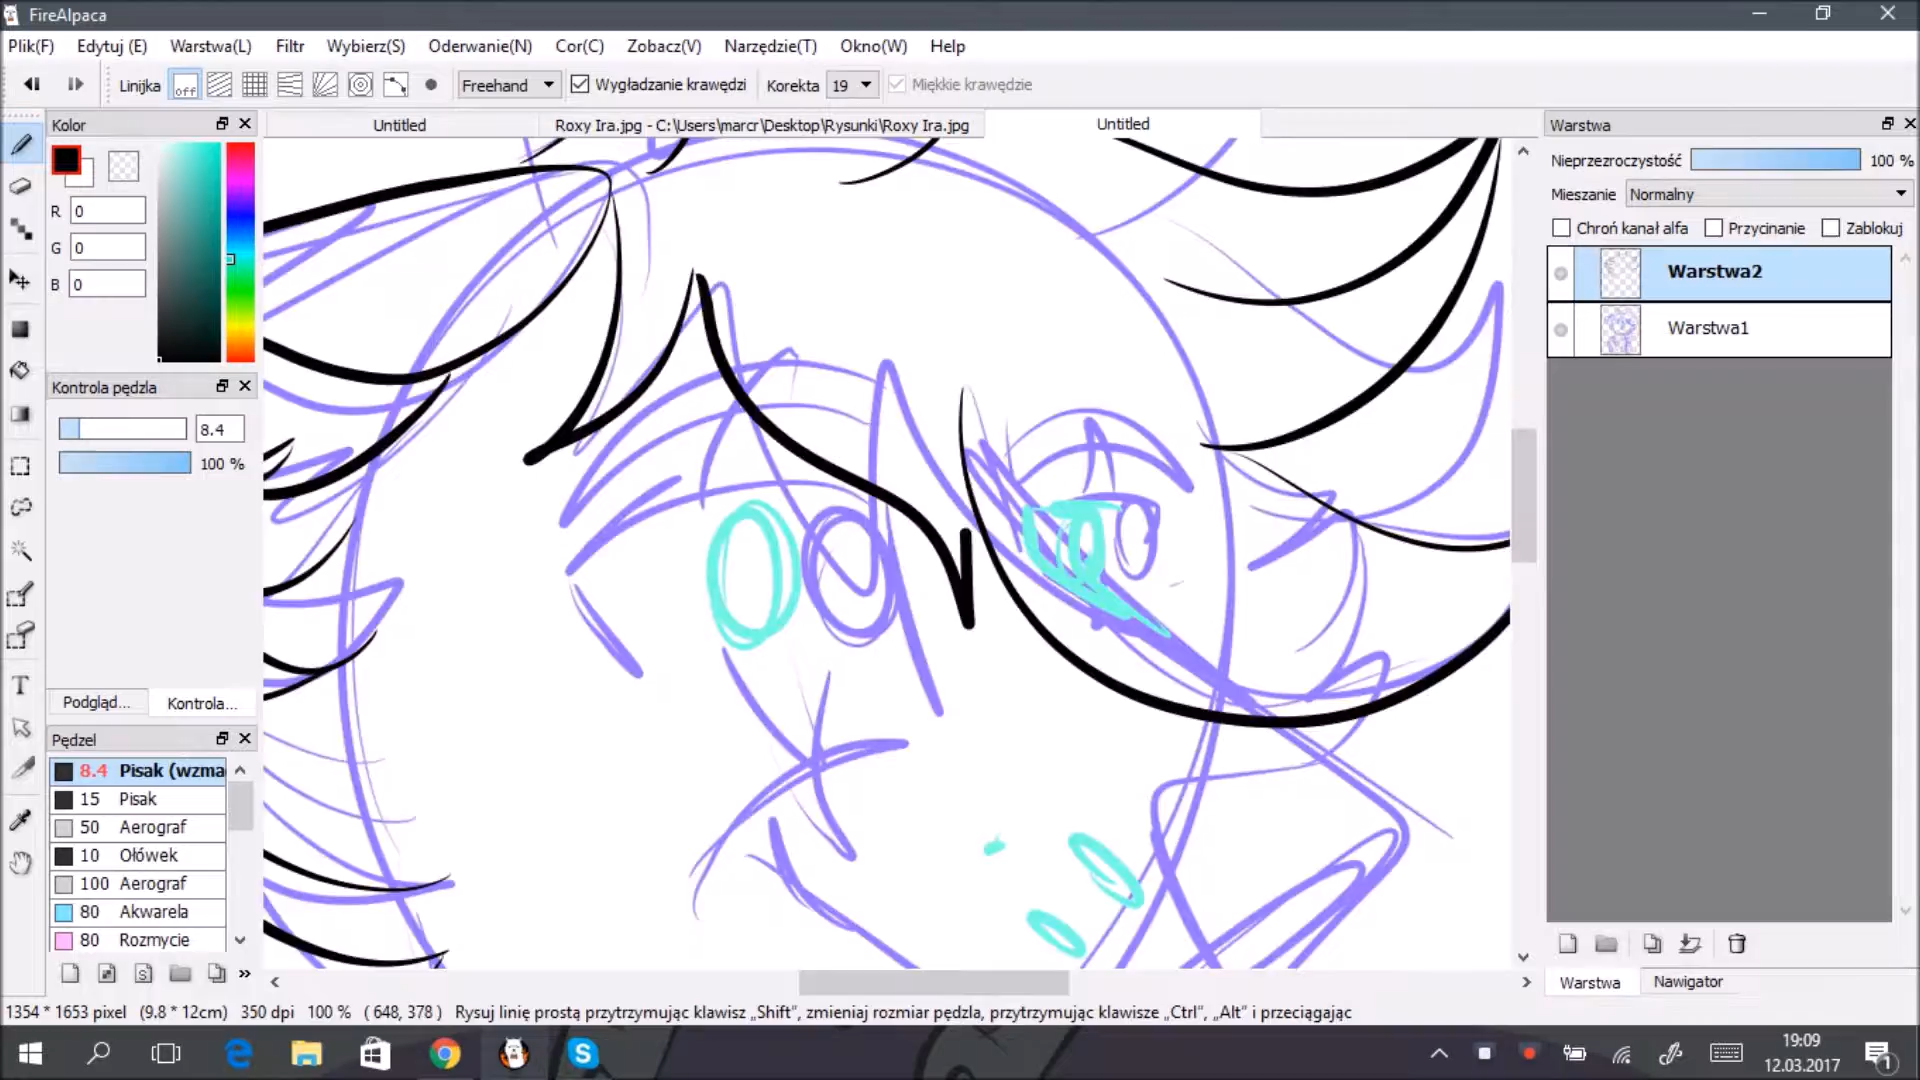 FireAlpaca
Plik(F) Edytuj (E) Warstwa(L) Filtr Wybierz(S) Oderwanie(N) Cor(C) Zobacz(V) Narzędzie(T) Okno(W) Help
Linijka off Freehand Wygładzanie krawędzi Korekta 19 Miękkie krawędzie
Kolor
Untitled Roxy Ira.jpg - C:\Users\marcr\Desktop\Rysunki\Roxy Ira.jpg Untitled
Warstwa
Nieprzezroczystość 100 %
Mieszanie Normalny
Chroń kanał alfa Przycinanie Zablokuj
R 0
G 0
B 0
Warstwa2
Warstwa1
Kontrola pędzla
8.4
100 %
Podgląd... Kontrola...
Pędzel
8.4 Pisak (wzma
15 Pisak
50 Aerograf
10 Ołówek
100 Aerograf
80 Akwarela
80 Rozmycie
Warstwa Nawigator
1354 * 1653 pixel (9.8 * 12cm) 350 dpi 100 % ( 648, 378 ) Rysuj linię prostą przytrzymując klawisz „Shift”, zmieniaj rozmiar pędzla, przytrzymując klawisze „Ctrl”, „Alt” i przeciągając
19:09
12.03.2017
1